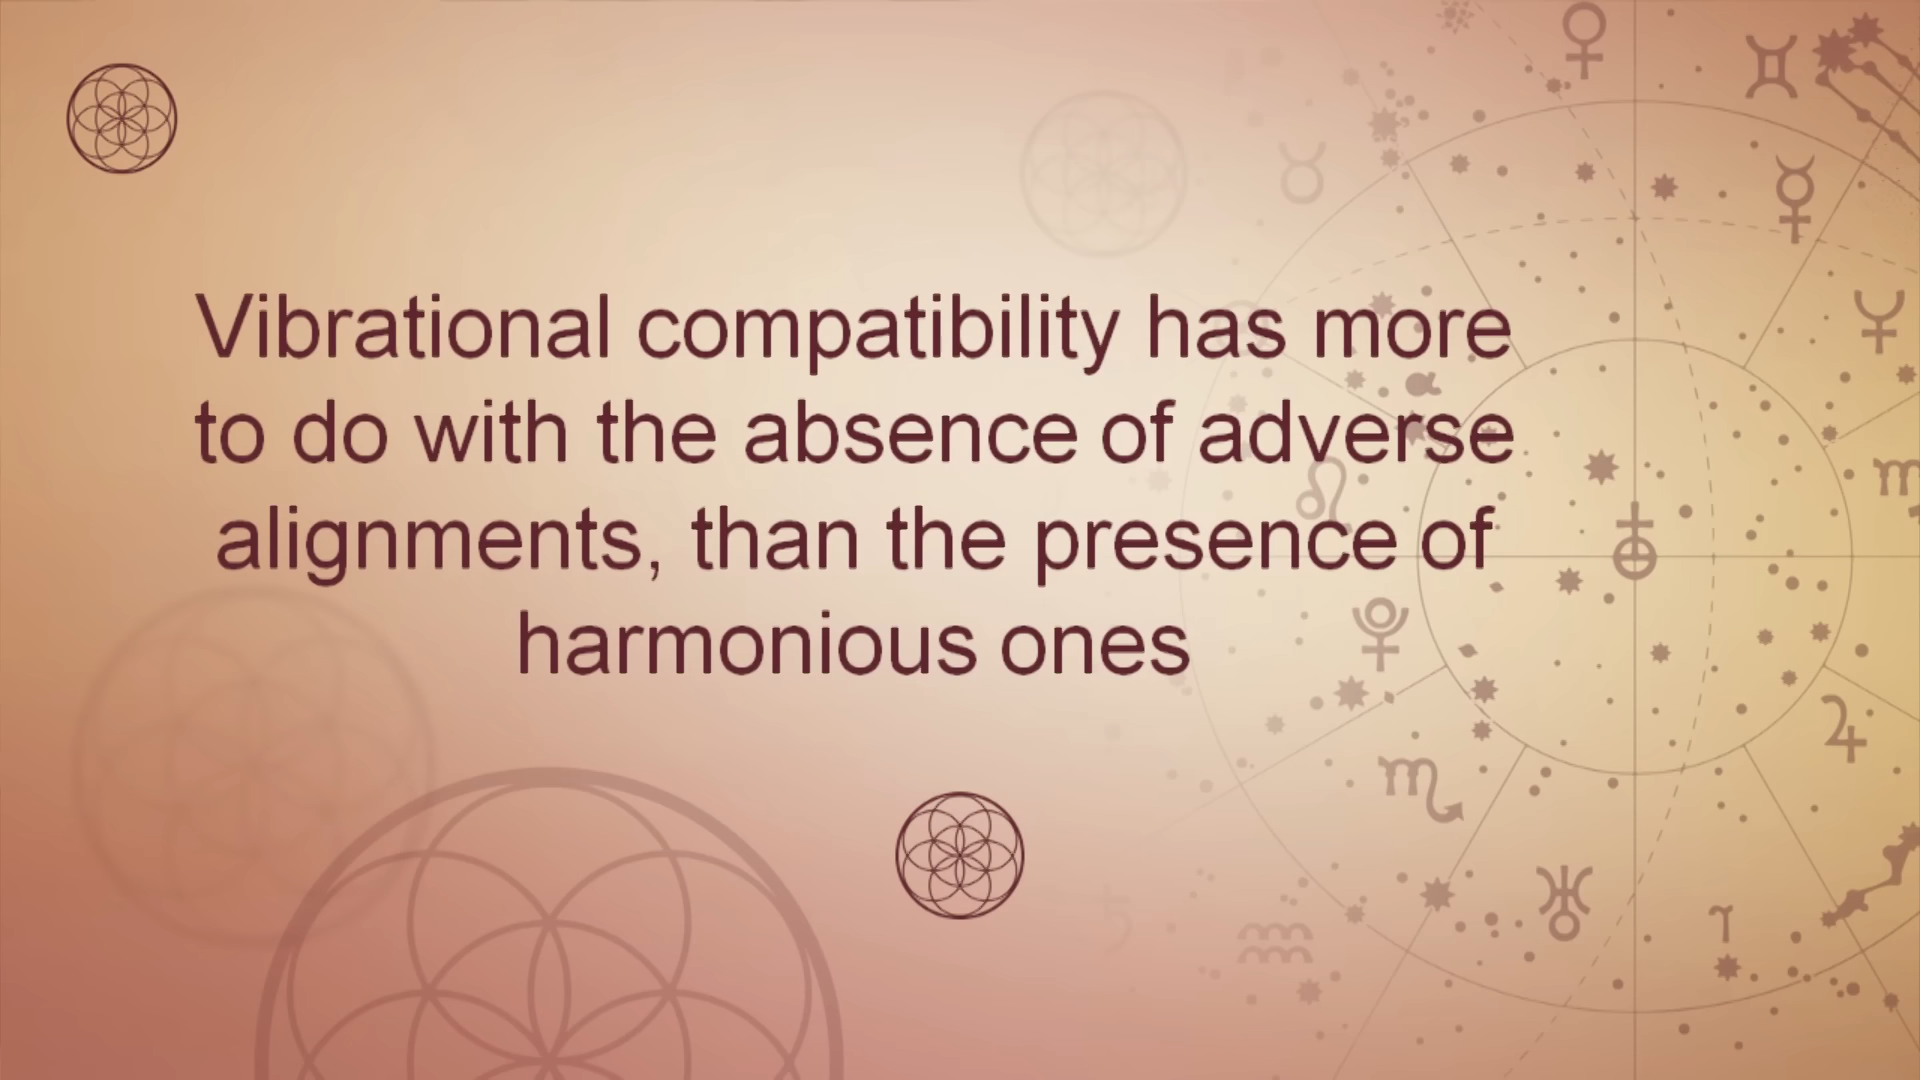 Vibrational compatibility has more
to do with the absence of adverse
alignments, than the presence of
harmonious ones